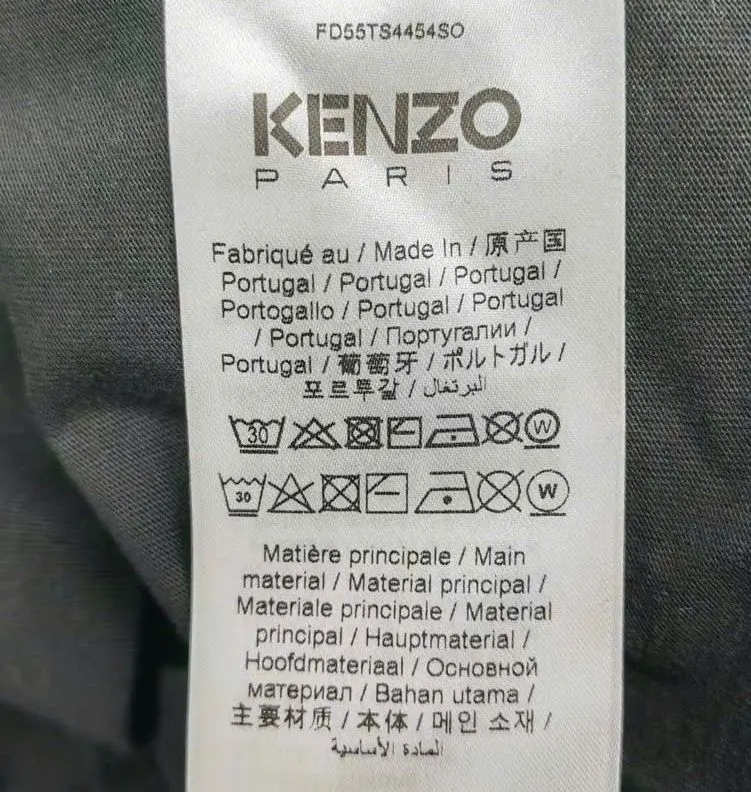 FD55TS4454SO
KENZO
PARIS
Fabriqué au / Made In / 原产国
Portugal / Portugal / Portugal /
Portogallo / Portugal / Portugal
/ Portugal / Португалии /
Portugal / 葡萄牙 / ポルトガル /
포르투갈 / البرتغال
30 W
30 W
Matière principale / Main
material / Material principal /
Materiale principale / Material
principal / Hauptmaterial /
Hoofdmateriaal / Основной
материал / Bahan utama /
主要材质 / 本体 / 메인 소재 /
المادة الأساسية